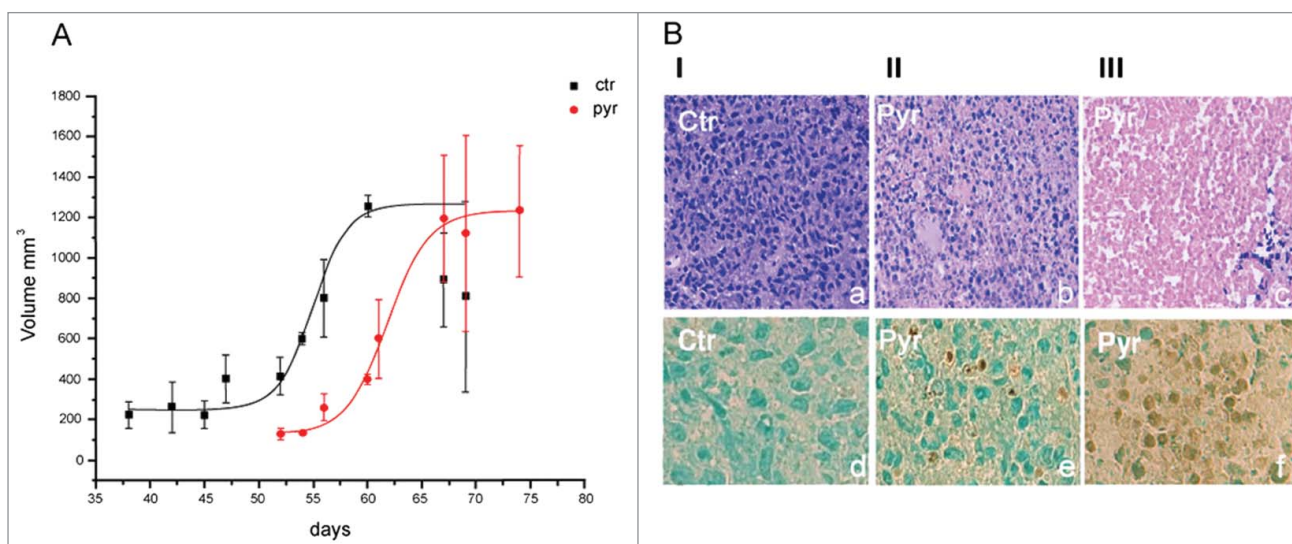 A
ctr
pyr
1800
1600
1400
1200
1000
800
600
400
200
0
Volume mm³
35 40 45 50 55 60 65 70 75 80
days
B
I II III
Ctr Pyr Pyr
a b c
Ctr Pyr Pyr
d e f